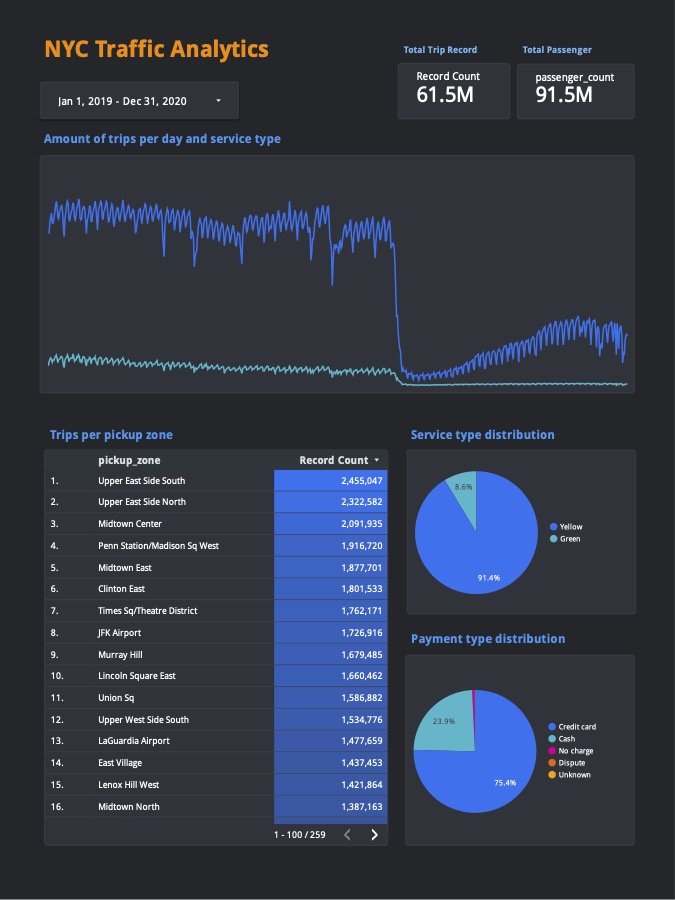 NYC Traffic Analytics
Total Trip Record
Total Passenger
Record Count
61.5M
passenger_count
91.5M
Jan 1, 2019 - Dec 31, 2020
Amount of trips per day and service type
Trips per pickup zone
pickup_zone Record Count
1. Upper East Side South 2,455,047
2. Upper East Side North 2,322,582
3. Midtown Center 2,091,935
4. Penn Station/Madison Sq West 1,916,720
5. Midtown East 1,877,701
6. Clinton East 1,801,533
7. Times Sq/Theatre District 1,762,171
8. JFK Airport 1,726,916
9. Murray Hill 1,679,485
10. Lincoln Square East 1,660,462
11. Union Sq 1,586,882
12. Upper West Side South 1,534,776
13. LaGuardia Airport 1,477,659
14. East Village 1,437,453
15. Lenox Hill West 1,421,864
16. Midtown North 1,387,163
1 - 100 / 259
Service type distribution
8.6%
91.4%
Yellow
Green
Payment type distribution
23.9%
75.4%
Credit card
Cash
No charge
Dispute
Unknown